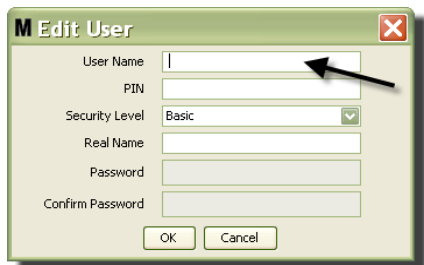 M Edit User
User Name
PIN
Security Level Basic
Real Name
Password
Confirm Password
OK Cancel